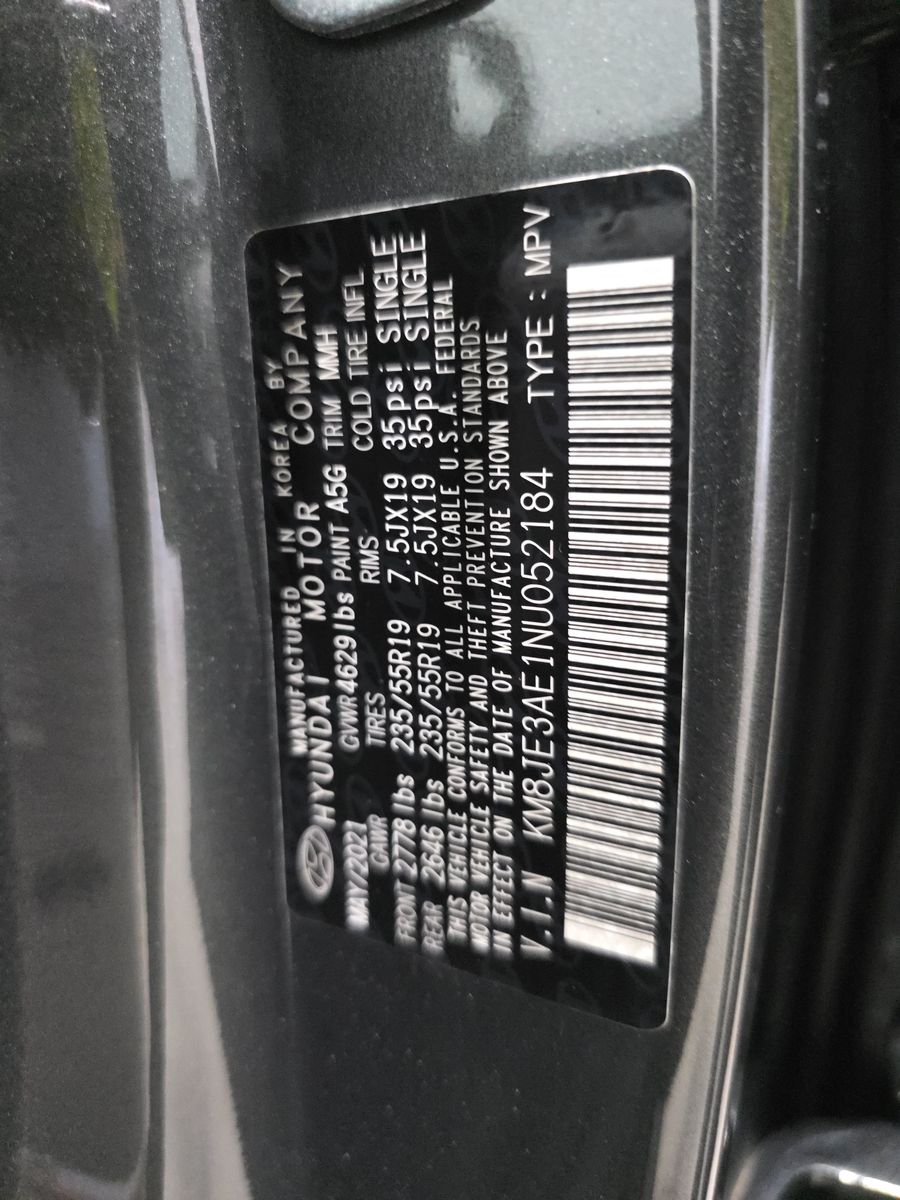 MANUFACTURED IN KOREA BY
HYUNDAI MOTOR COMPANY
MAY/2021 GVWR 4629lbs PAINT A5G TRIM MMH
GAWR TIRES RIMS COLD TIRE INFL
FRONT 2778 lbs 235/55R19 7.5JX19 35psi SINGLE
REAR 2646 lbs 235/55R19 7.5JX19 35psi SINGLE
THIS VEHICLE CONFORMS TO ALL APPLICABLE U.S.A. FEDERAL
MOTOR VEHICLE SAFETY AND THEFT PREVENTION STANDARDS
IN EFFECT ON THE DATE OF MANUFACTURE SHOWN ABOVE
V.I.N KM8JE3AE1NU052184 TYPE : MPV